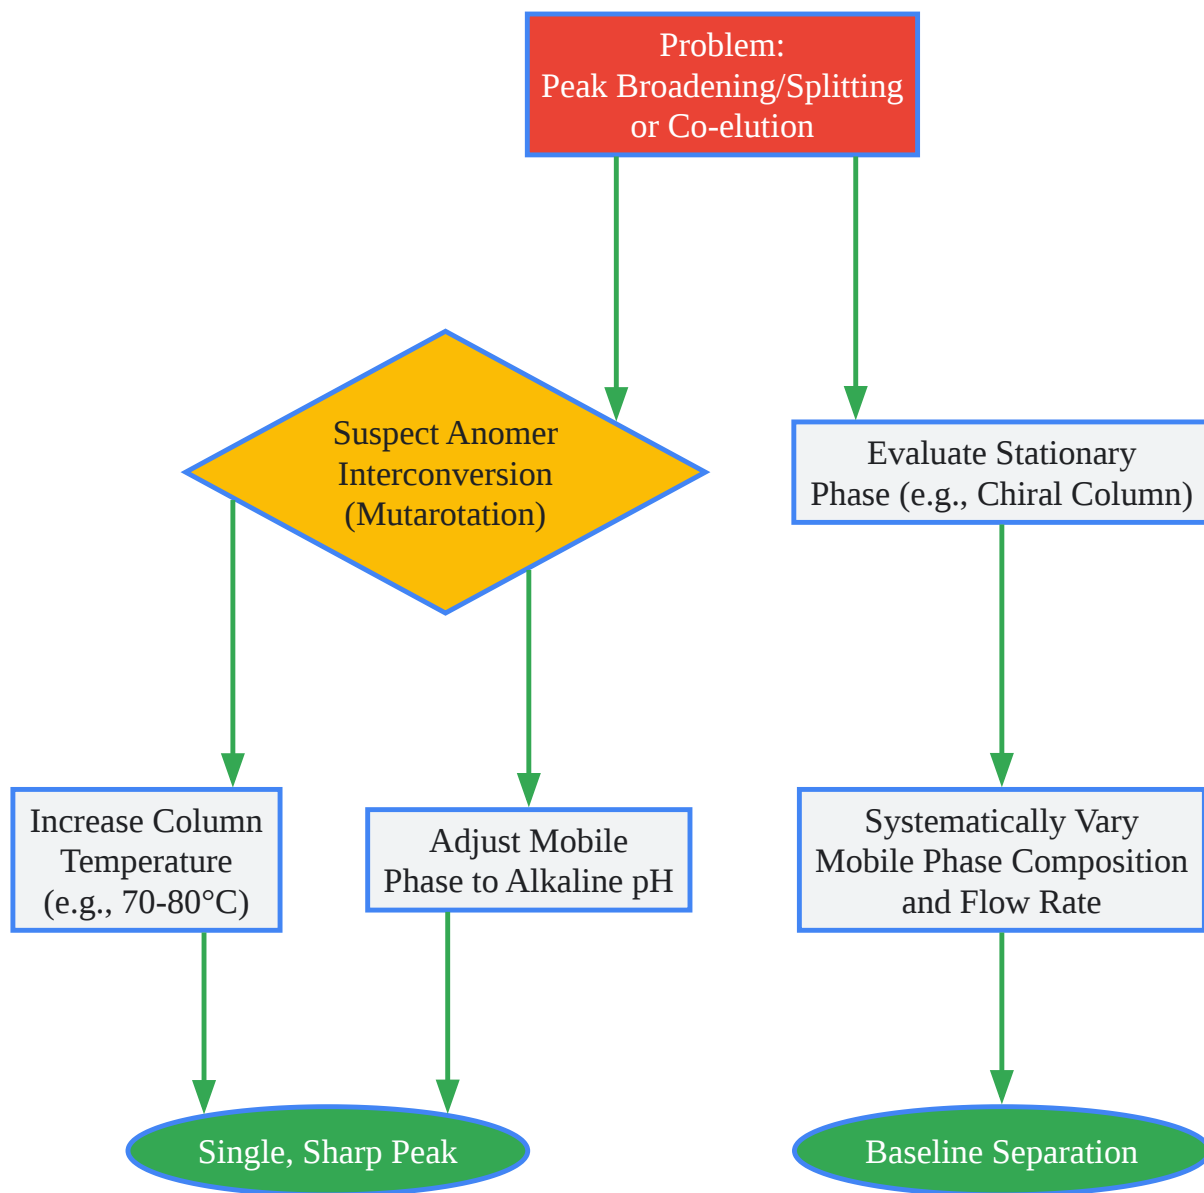 Problem:
Peak Broadening/Splitting
or Co-elution
Suspect Anomer
Interconversion
(Mutarotation)
Evaluate Stationary
Phase (e.g., Chiral Column)
Increase Column
Temperature
(e.g., 70-80°C)
Adjust Mobile
Phase to Alkaline pH
Systematically Vary
Mobile Phase Composition
and Flow Rate
Single, Sharp Peak
Baseline Separation